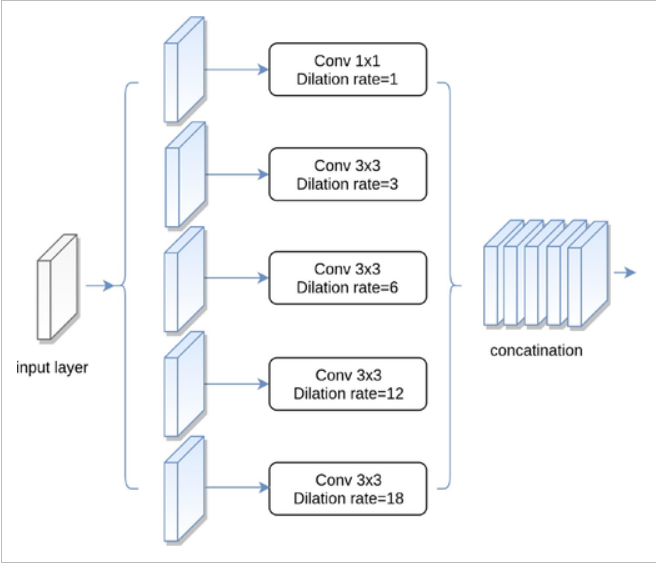 Conv 1x1
Dilation rate=1
Conv 3x3
Dilation rate=3
Conv 3x3
Dilation rate=6
input layer
concatination
Conv 3x3
Dilation rate=12
Conv 3x3
Dilation rate=18